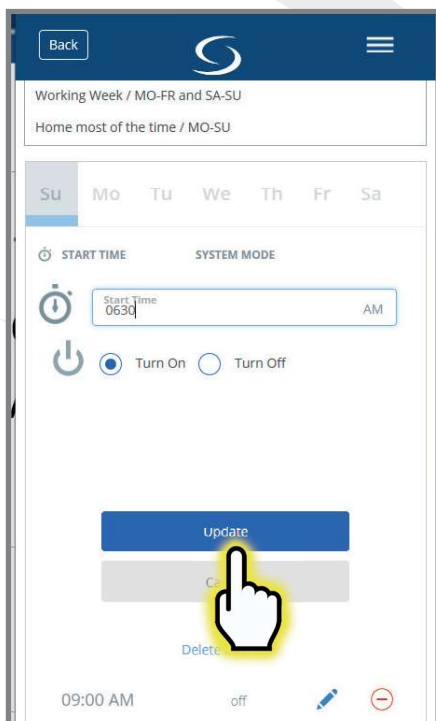 Back
Working Week / MO-FR and SA-SU
Home most of the time / MO-SU
Su Mo Tu We Th Fr Sa
START TIME SYSTEM MODE
Start Time
0630 AM
Turn On Turn Off
Update
Delete
09:00 AM off